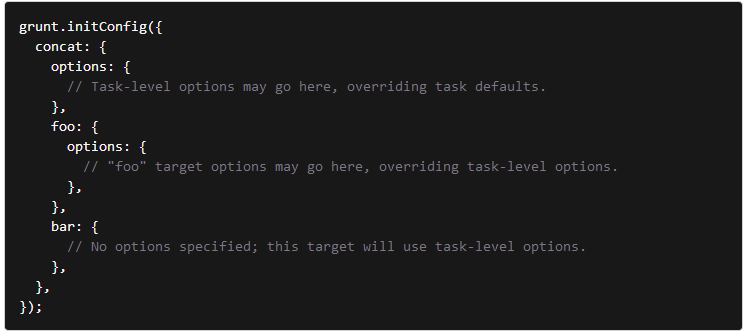 grunt.initConfig({
  concat: {
    options: {
      // Task-level options may go here, overriding task defaults.
    },
    foo: {
      options: {
        // "foo" target options may go here, overriding task-level options.
      },
    },
    bar: {
      // No options specified; this target will use task-level options.
    },
  },
});